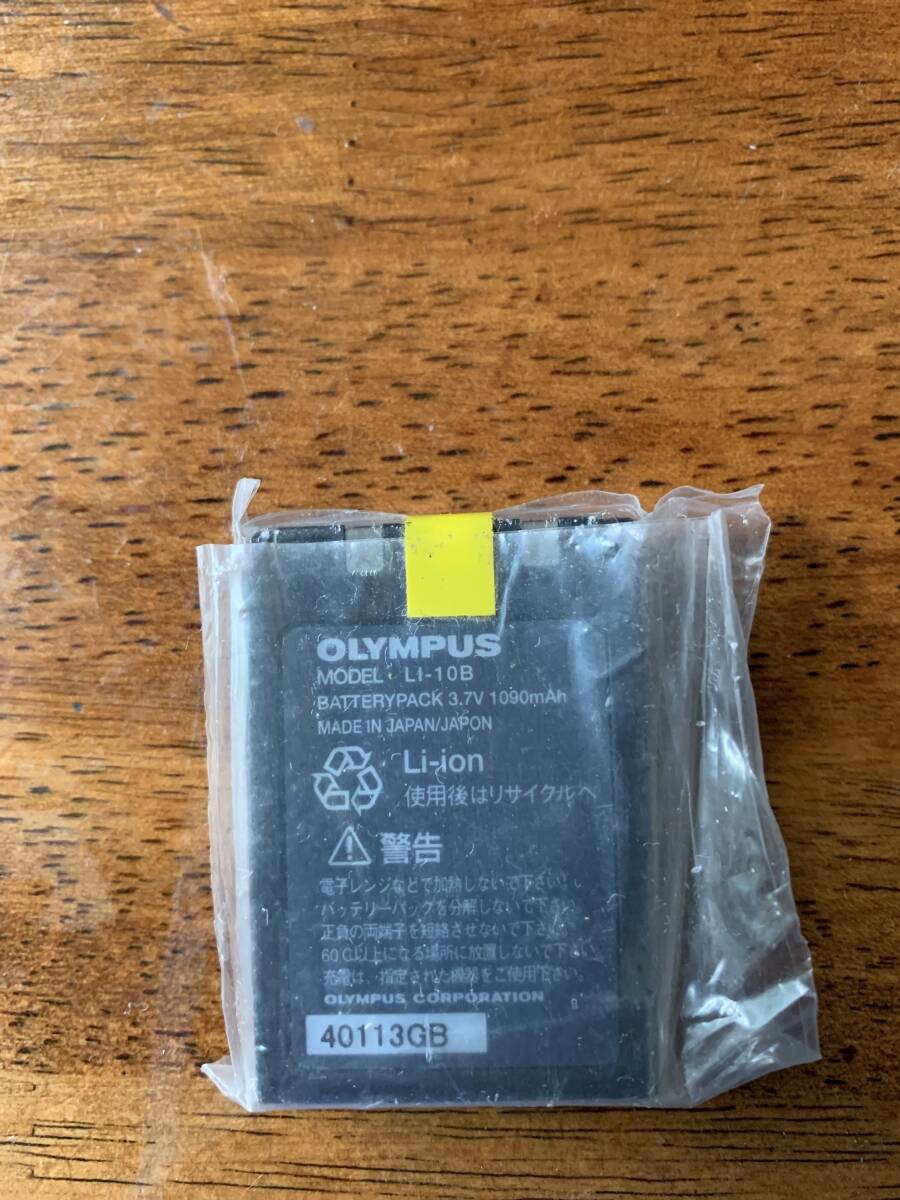 OLYMPUS
MODEL LI-10B
BATTERYPACK 3.7V 1090mAh
MADE IN JAPAN/JAPON
Li-ion
使用後はリサイクルへ
警告
電子レンジなどで加熱しないで下さい。
バッテリーパックを分解しないで下さい。
正負の両端子を短絡させないで下さい。
60℃以上になる場所に放置しないで下さい。
充電は、指定された機器をご使用下さい。
OLYMPUS CORPORATION
40113GB